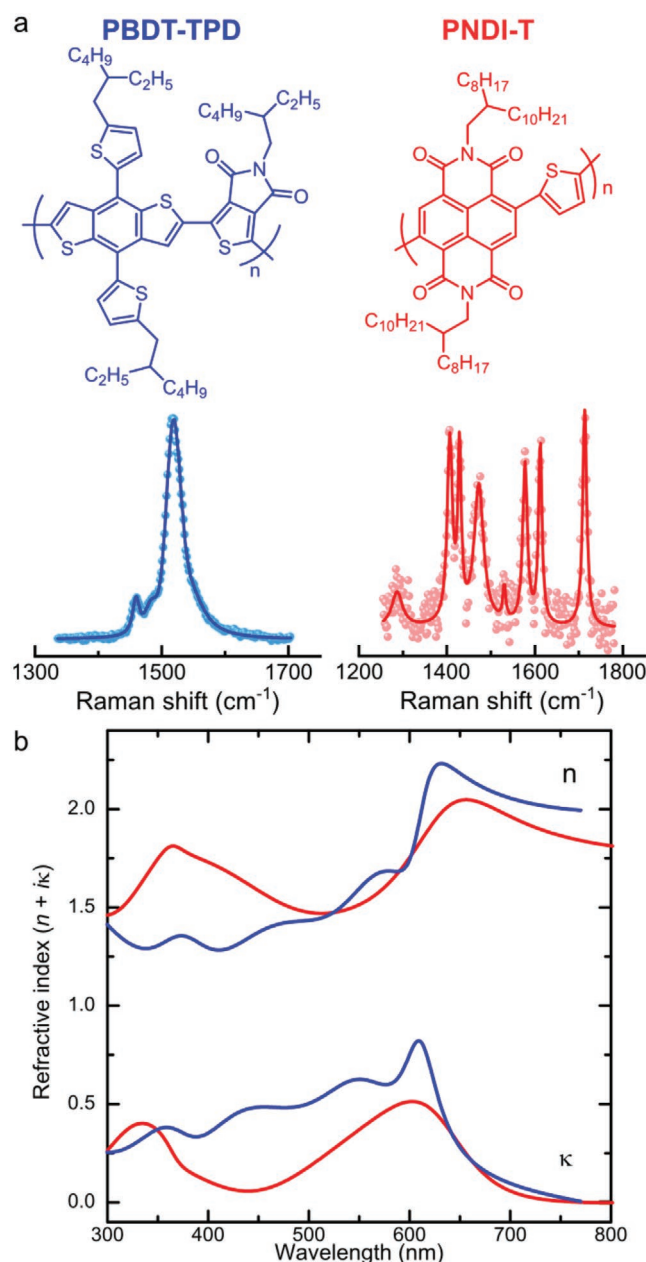 a
PBDT-TPD
PNDI-T
C₄H₉
C₂H₅
C₄H₉
C₂H₅
S
O
N
O
S
S
S
n
S
C₂H₅
C₄H₉
C₈H₁₇
C₁₀H₂₁
O
N
O
S
n
O
N
O
C₁₀H₂₁
C₈H₁₇
1300
1500
1700
Raman shift (cm⁻¹)
1200
1400
1600
1800
Raman shift (cm⁻¹)
b
n
κ
2.0
1.5
1.0
0.5
0.0
Refractive index (n + iκ)
300
400
500
600
700
800
Wavelength (nm)